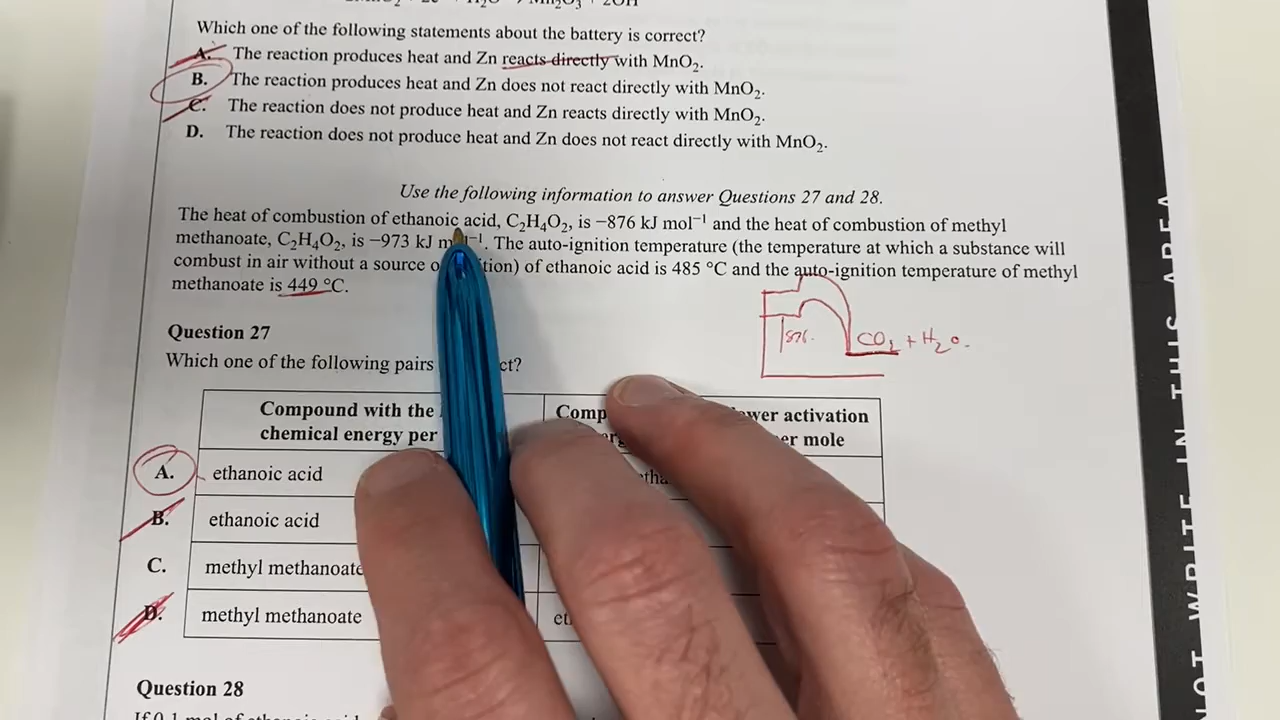 Which one of the following statements about the battery is correct?
A. The reaction produces heat and Zn reacts directly with MnO₂.
B. The reaction produces heat and Zn does not react directly with MnO₂.
C. The reaction does not produce heat and Zn reacts directly with MnO₂.
D. The reaction does not produce heat and Zn does not react directly with MnO₂.
Use the following information to answer Questions 27 and 28.
The heat of combustion of ethanoic acid, C₂H₄O₂, is −876 kJ mol⁻¹ and the heat of combustion of methyl
methanoate, C₂H₄O₂, is −973 kJ m l⁻¹. The auto-ignition temperature (the temperature at which a substance will
combust in air without a source o tion) of ethanoic acid is 485 °C and the auto-ignition temperature of methyl
methanoate is 449 °C.
876.
CO₂ + H₂O.
Question 27
Which one of the following pairs ct?
Compound with the
chemical energy per
Comp wer activation
er mole
A. ethanoic acid
B. ethanoic acid
C. methyl methanoate
D. methyl methanoate
Question 28
NOT WRITE IN THIS AREA